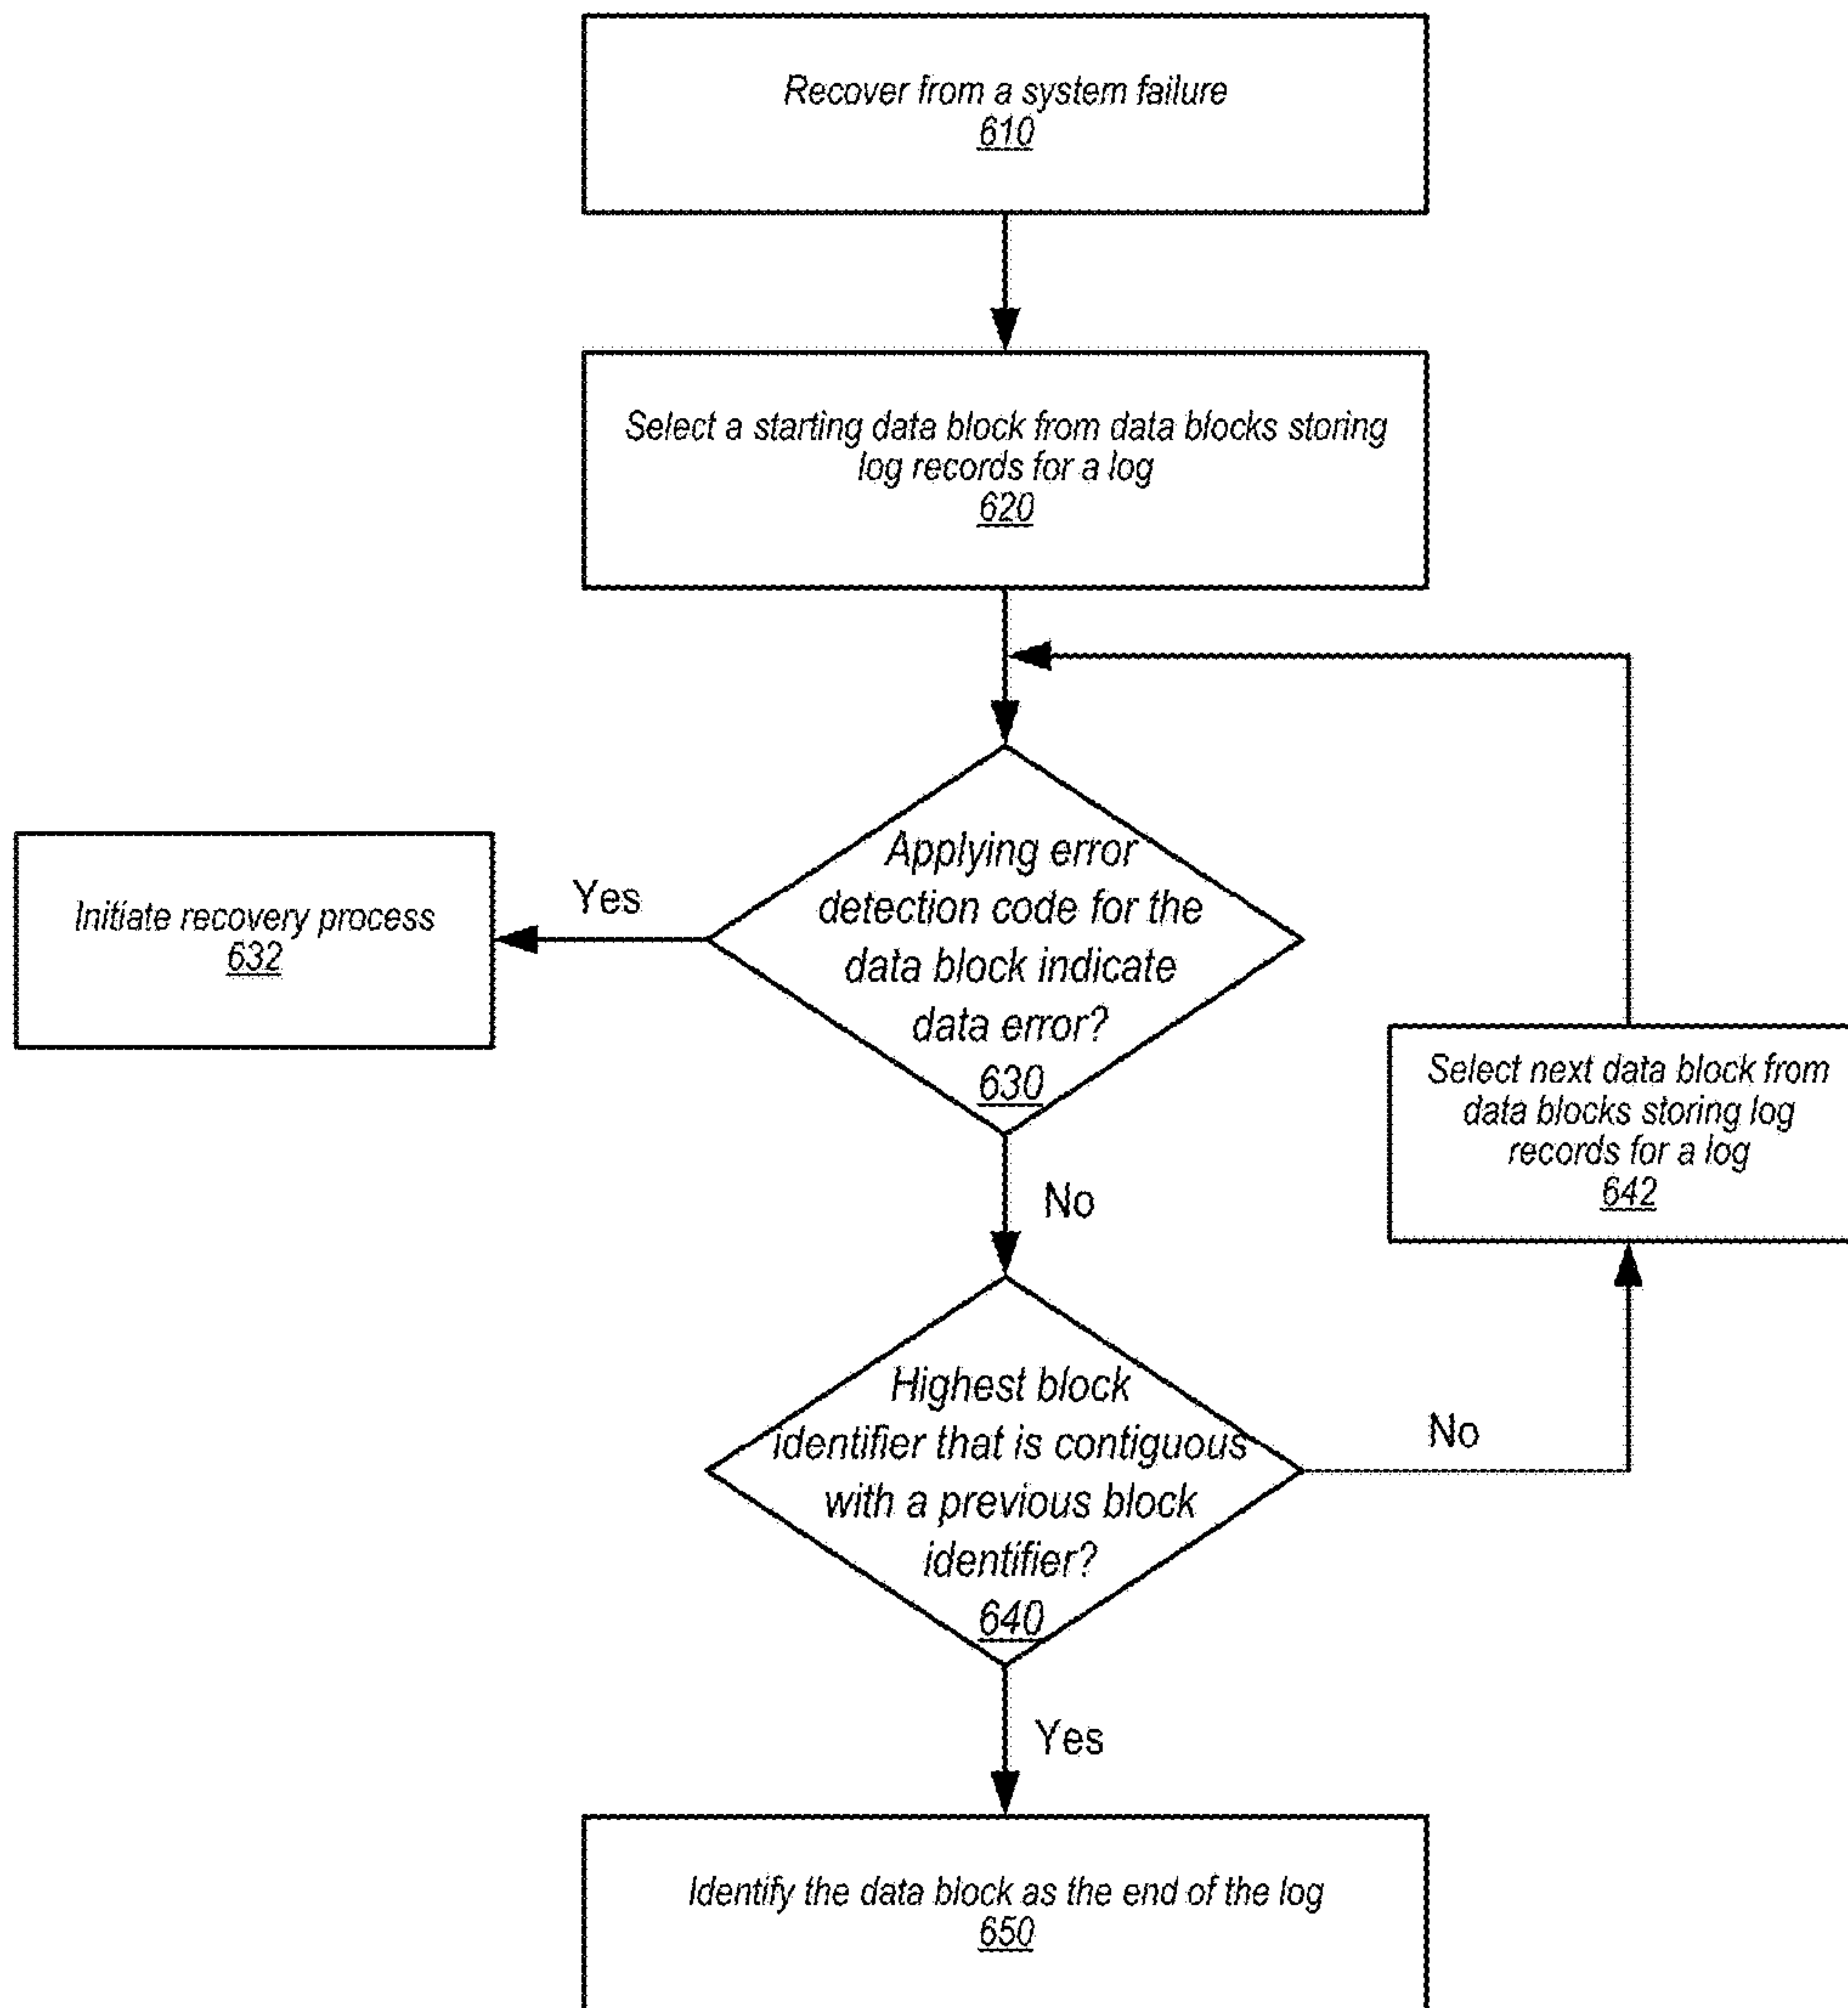 Recover from a system failure
610
Select a starting data block from data blocks storing
log records for a log
620
Applying error
detection code for the
data block indicate
data error?
630
Yes
Initiate recovery process
632
No
Select next data block from
data blocks storing log
records for a log
642
Highest block
identifier that is contiguous
with a previous block
identifier?
640
No
Yes
Identify the data block as the end of the log
650